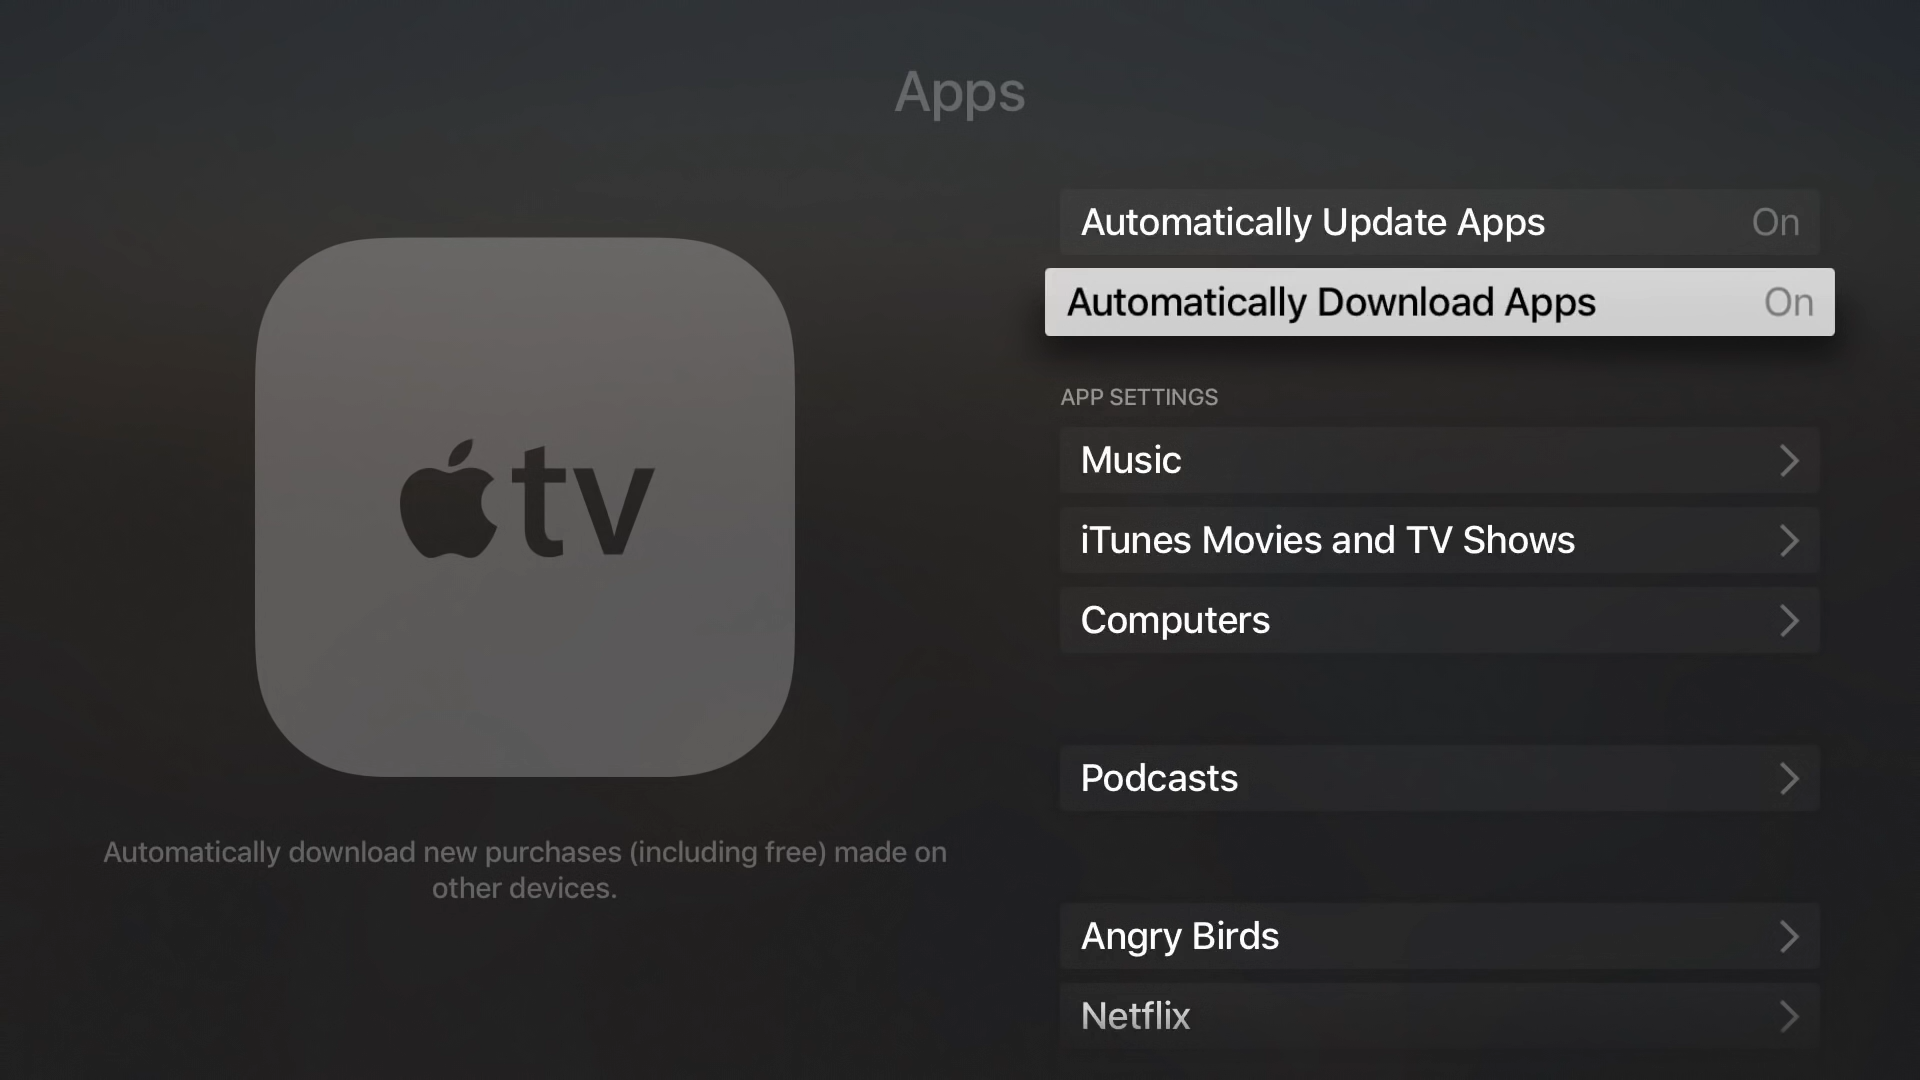 Apps
tv
Automatically download new purchases (including free) made on
other devices.
Automatically Update Apps On
Automatically Download Apps On
APP SETTINGS
Music
iTunes Movies and TV Shows
Computers
Podcasts
Angry Birds
Netflix